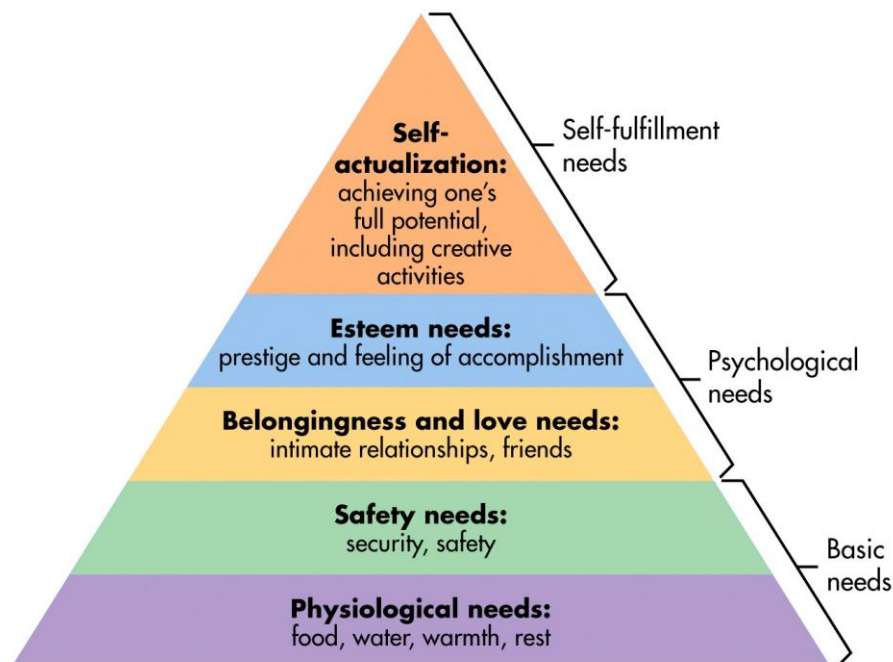 Self-
actualization:
achieving one's
full potential,
including creative
activities
Self-fulfillment
needs
Esteem needs:
prestige and feeling of accomplishment
Psychological
needs
Belongingness and love needs:
intimate relationships, friends
Safety needs:
security, safety
Basic
needs
Physiological needs:
food, water, warmth, rest